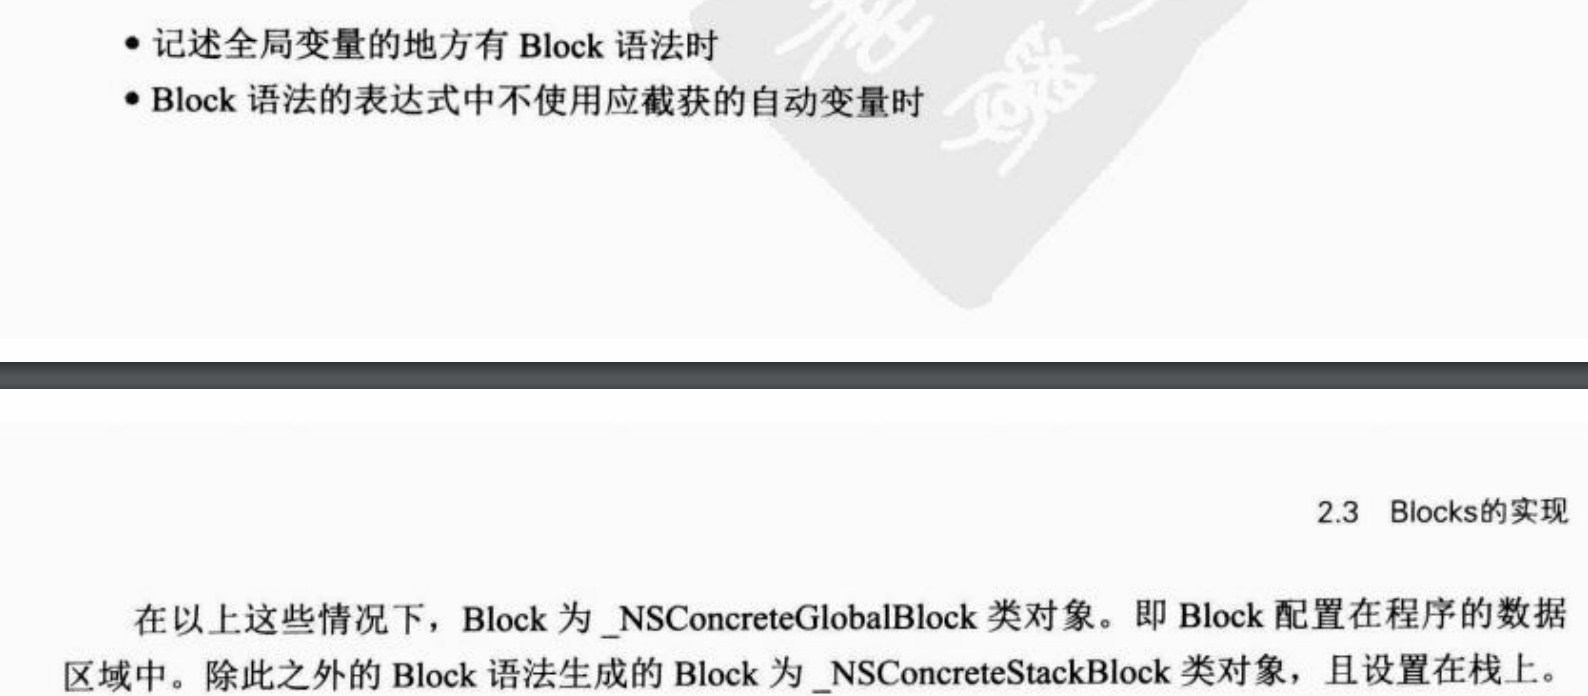 • 记述全局变量的地方有 Block 语法时
• Block 语法的表达式中不使用应截获的自动变量时
2.3 Blocks的实现
在以上这些情况下，Block 为 _NSConcreteGlobalBlock 类对象。即 Block 配置在程序的数据
区域中。除此之外的 Block 语法生成的 Block 为 _NSConcreteStackBlock 类对象，且设置在栈上。